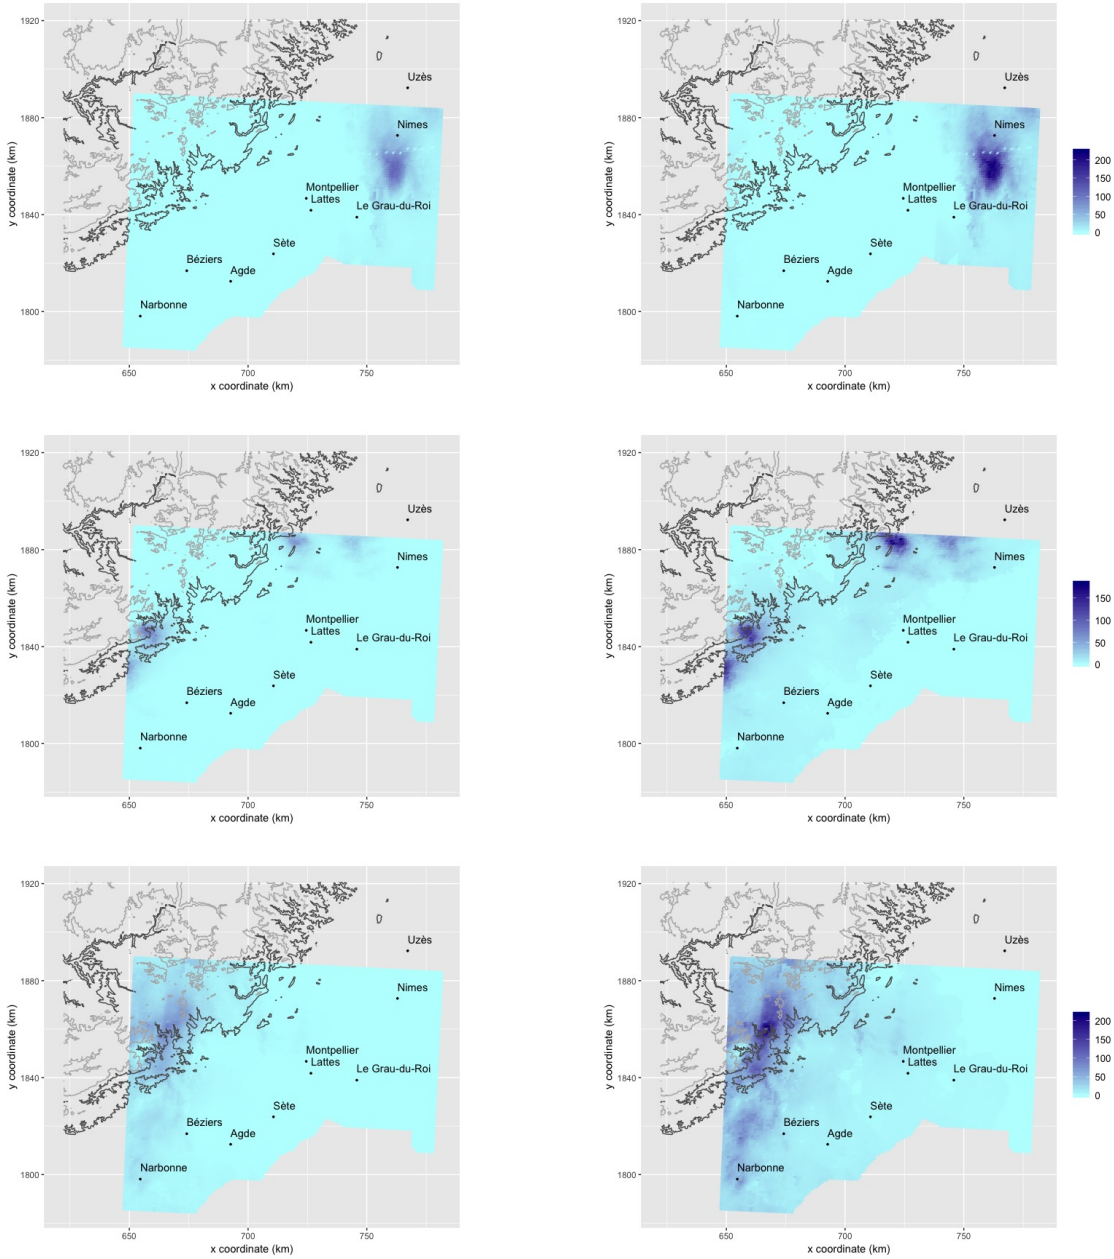 1920
Uzès
1880
Nimes
y coordinate (km)
Montpellier
Lattes
Le Grau-du-Roi
1840
Sète
Béziers
Agde
Narbonne
1800
650
700
750
x coordinate (km)
1920
Uzès
1880
Nimes
y coordinate (km)
Montpellier
Lattes
Le Grau-du-Roi
1840
Sète
Béziers
Agde
Narbonne
1800
650
700
750
x coordinate (km)
200
150
100
50
0
1920
Uzès
1880
Nimes
y coordinate (km)
Montpellier
Lattes
Le Grau-du-Roi
1840
Sète
Béziers
Agde
Narbonne
1800
650
700
750
x coordinate (km)
1920
Uzès
1880
Nimes
y coordinate (km)
Montpellier
Lattes
Le Grau-du-Roi
1840
Sète
Béziers
Agde
Narbonne
1800
650
700
750
x coordinate (km)
150
100
50
0
1920
Uzès
1880
Nimes
y coordinate (km)
Montpellier
Lattes
Le Grau-du-Roi
1840
Sète
Béziers
Agde
Narbonne
1800
650
700
750
x coordinate (km)
1920
Uzès
1880
Nimes
y coordinate (km)
Montpellier
Lattes
Le Grau-du-Roi
1840
Sète
Béziers
Agde
Narbonne
1800
650
700
750
x coordinate (km)
200
150
100
50
0